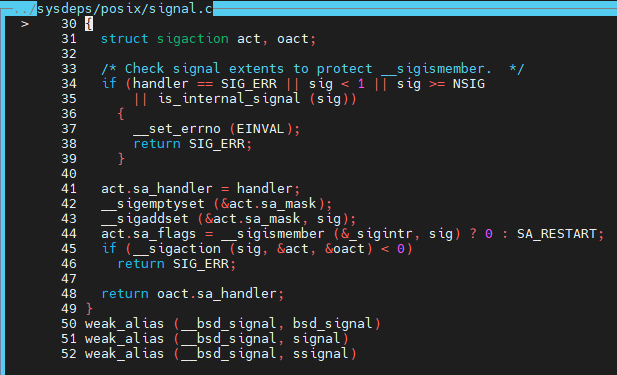 ../sysdeps/posix/signal.c
> 30 {
31 struct sigaction act, oact;
32
33 /* Check signal extents to protect __sigismember. */
34 if (handler == SIG_ERR || sig < 1 || sig >= NSIG
35 || is_internal_signal (sig))
36 {
37 __set_errno (EINVAL);
38 return SIG_ERR;
39 }
40
41 act.sa_handler = handler;
42 __sigemptyset (&act.sa_mask);
43 __sigaddset (&act.sa_mask, sig);
44 act.sa_flags = __sigismember (&_sigintr, sig) ? 0 : SA_RESTART;
45 if (__sigaction (sig, &act, &oact) < 0)
46 return SIG_ERR;
47
48 return oact.sa_handler;
49 }
50 weak_alias (__bsd_signal, bsd_signal)
51 weak_alias (__bsd_signal, signal)
52 weak_alias (__bsd_signal, ssignal)